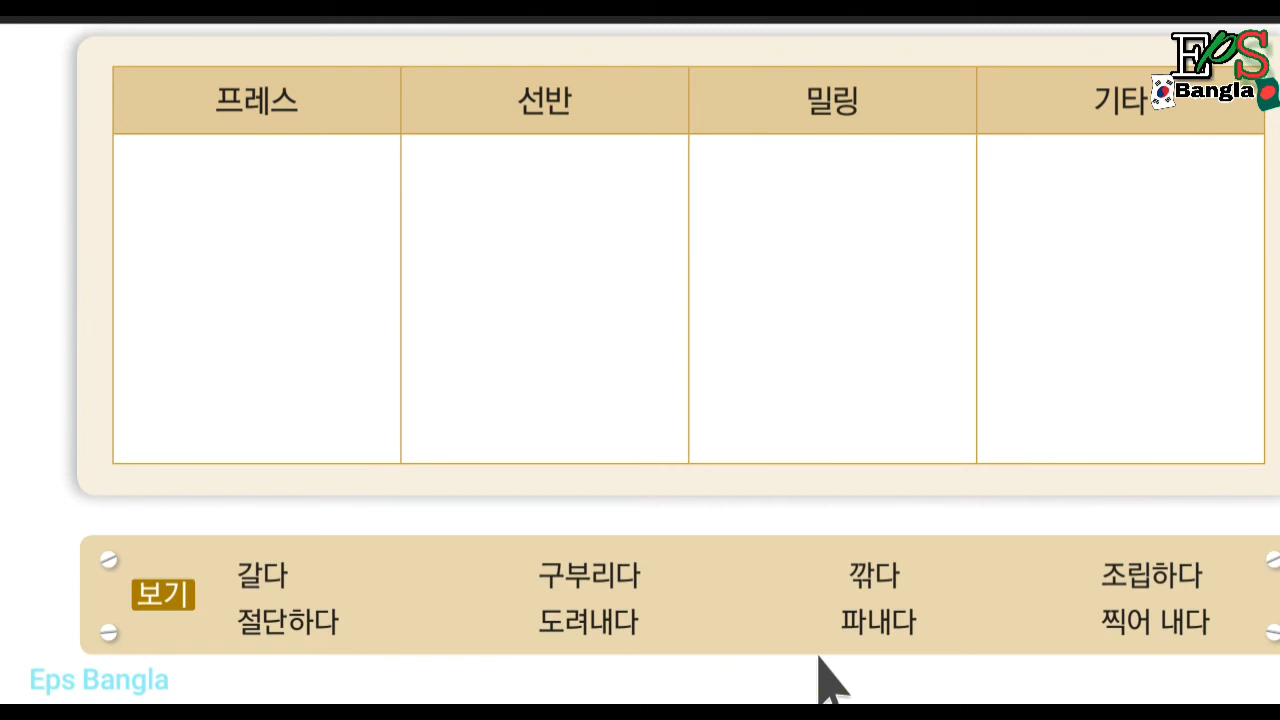 EpS
Bangla
프레스 선반 밀링 기타
보기
갈다 구부리다 깎다 조립하다
절단하다 도려내다 파내다 찍어 내다
Eps Bangla